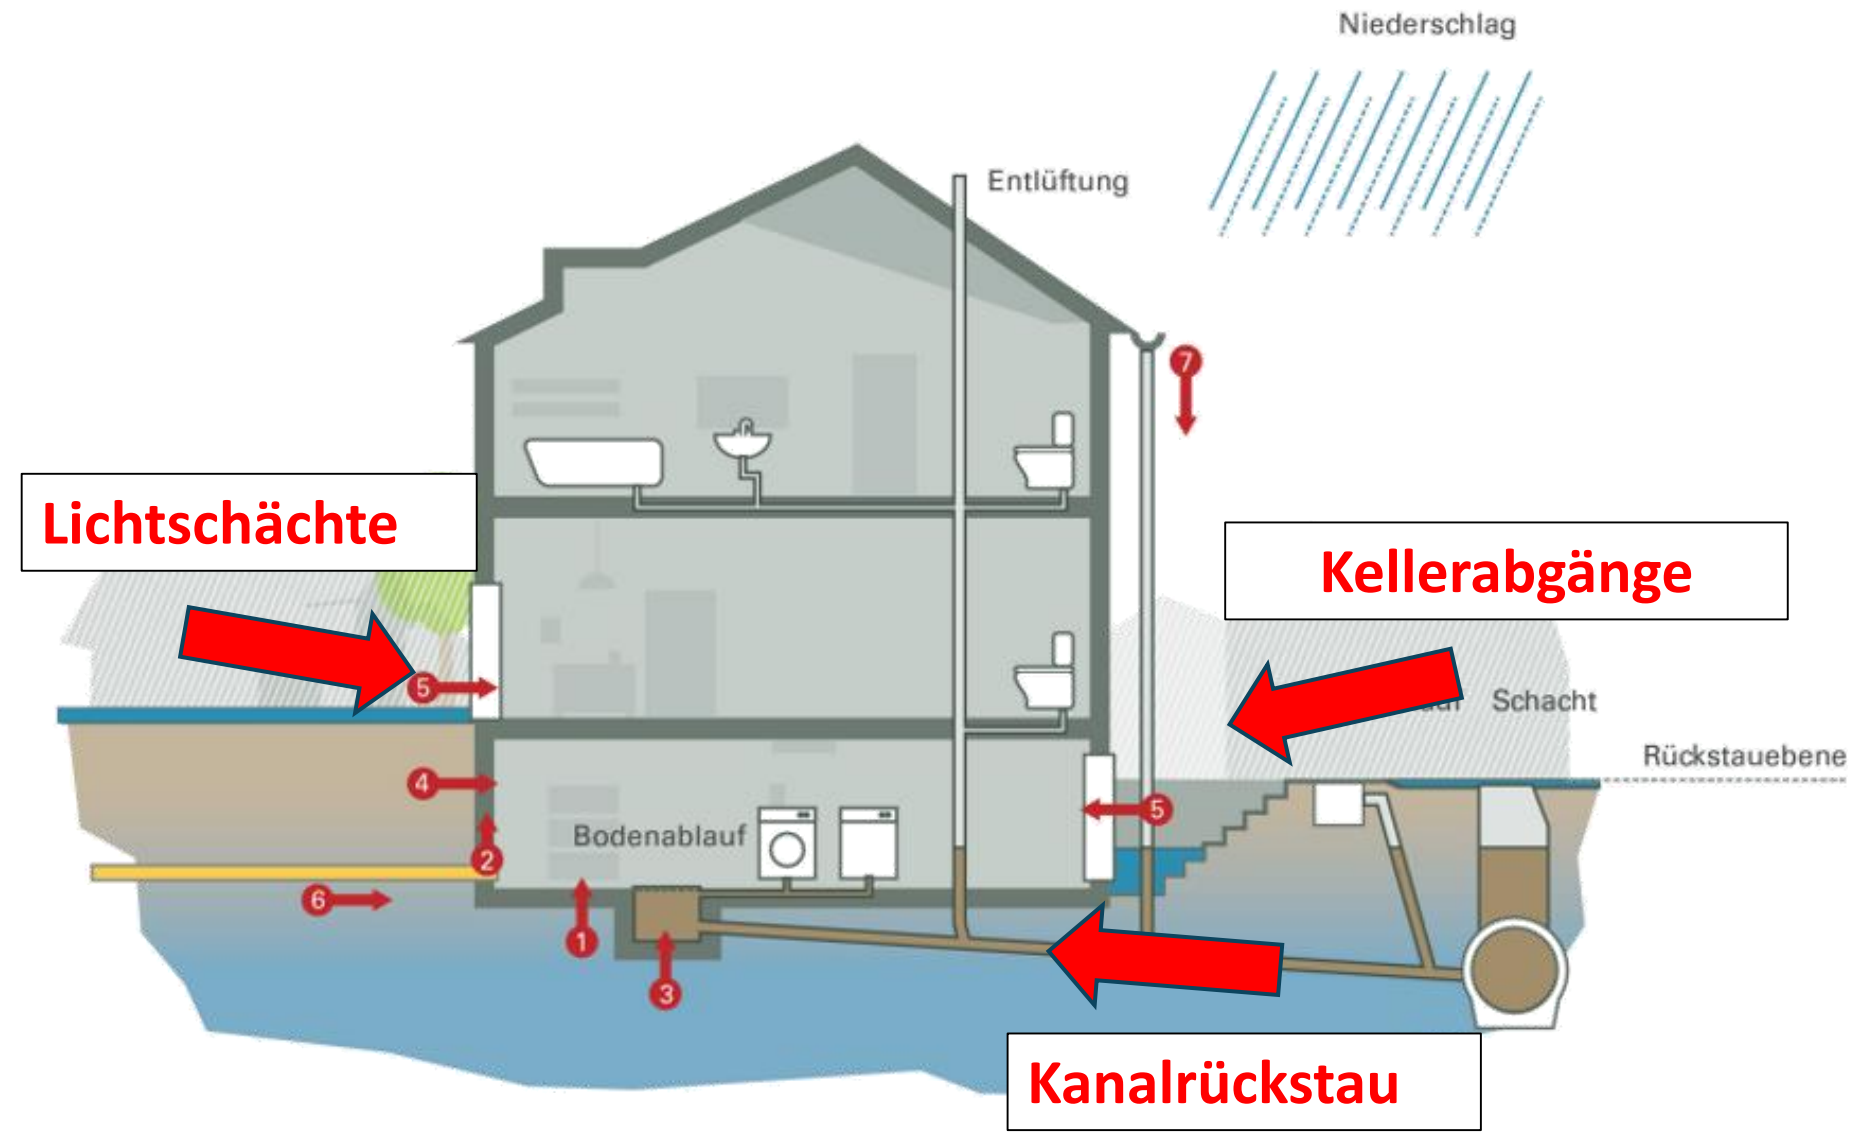 Niederschlag
Entlüftung
7
Lichtschächte
Kellerabgänge
5
Schacht
Rückstauebene
4
5
Bodenablauf
2
6
1
3
Kanalrückstau